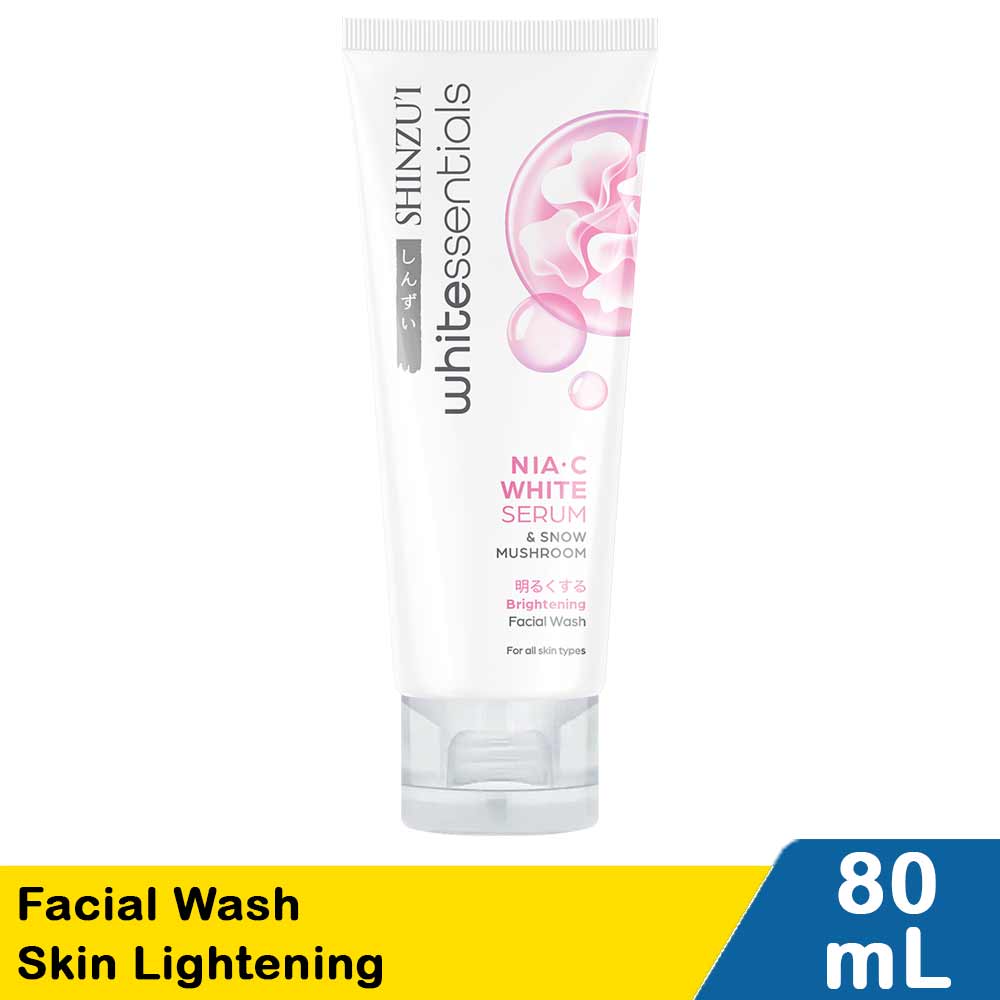 SHINZU'I
しんずい
whitessentials
NIA·C
WHITE
SERUM
& SNOW
MUSHROOM
明るくする
Brightening
Facial Wash
For all skin types
Facial Wash
Skin Lightening
80
mL